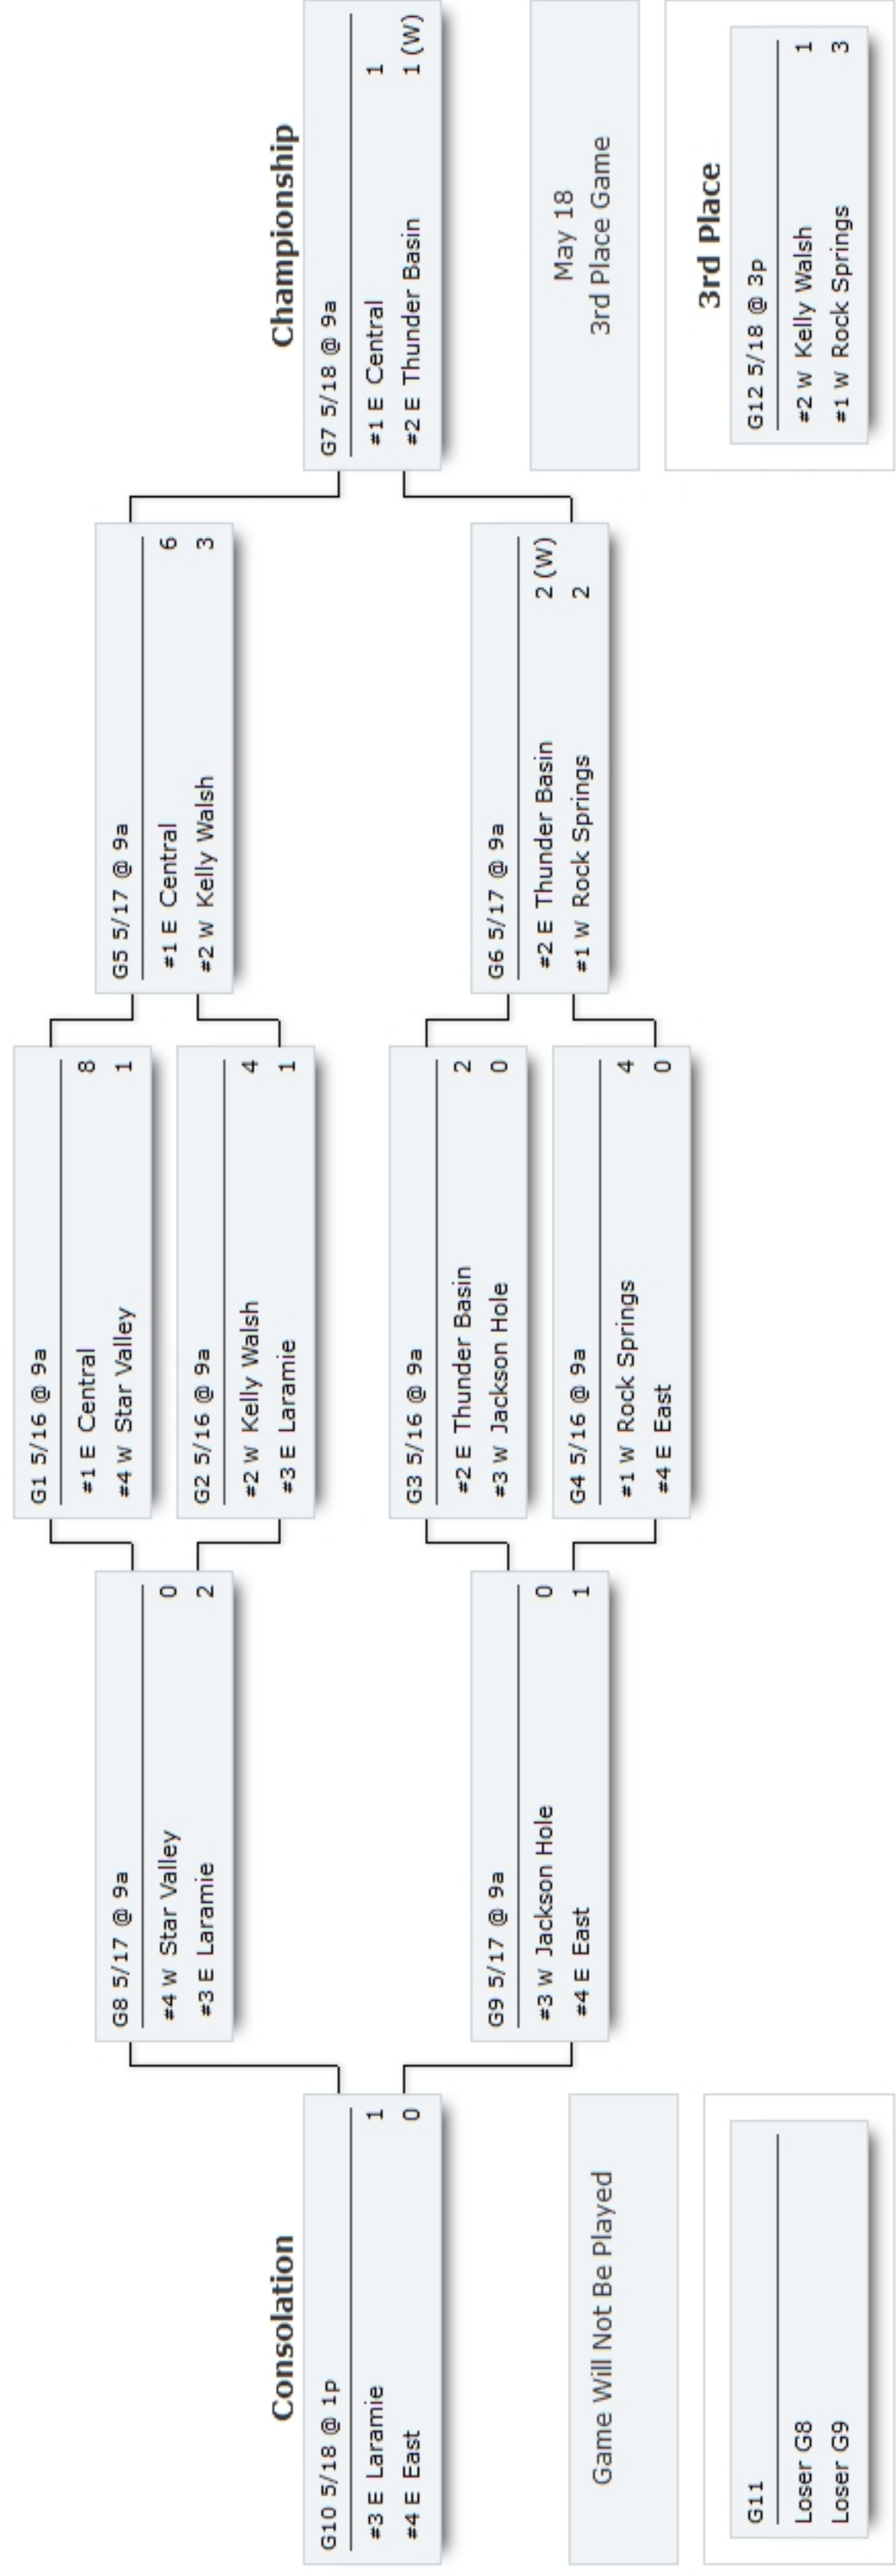 Consolation
G10 5/18 @ 1p
#3 E Laramie 1
#4 E East 0
Game Will Not Be Played
G11
Loser G8
Loser G9
G8 5/17 @ 9a
#4 W Star Valley 0
#3 E Laramie 2
G9 5/17 @ 9a
#3 W Jackson Hole 0
#4 E East 1
G1 5/16 @ 9a
#1 E Central 8
#4 W Star Valley 1
G2 5/16 @ 9a
#2 W Kelly Walsh 4
#3 E Laramie 1
G3 5/16 @ 9a
#2 E Thunder Basin 2
#3 W Jackson Hole 0
G4 5/16 @ 9a
#1 W Rock Springs 4
#4 E East 0
G5 5/17 @ 9a
#1 E Central 6
#2 W Kelly Walsh 3
G6 5/17 @ 9a
#2 E Thunder Basin 2 (W)
#1 W Rock Springs 2
Championship
G7 5/18 @ 9a
#1 E Central 1
#2 E Thunder Basin 1 (W)
May 18
3rd Place Game
3rd Place
G12 5/18 @ 3p
#2 W Kelly Walsh 1
#1 W Rock Springs 3